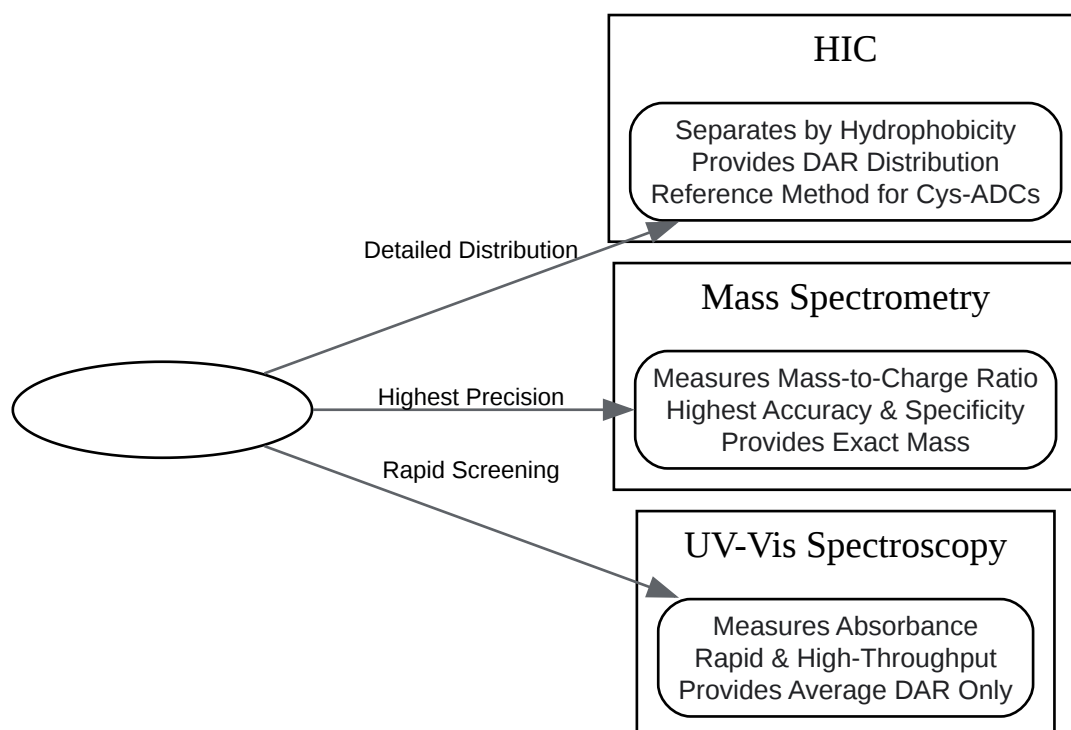 HIC
Separates by Hydrophobicity
Provides DAR Distribution
Reference Method for Cys-ADCs
Detailed Distribution
Mass Spectrometry
Measures Mass-to-Charge Ratio
Highest Accuracy & Specificity
Provides Exact Mass
Highest Precision
Rapid Screening
UV-Vis Spectroscopy
Measures Absorbance
Rapid & High-Throughput
Provides Average DAR Only